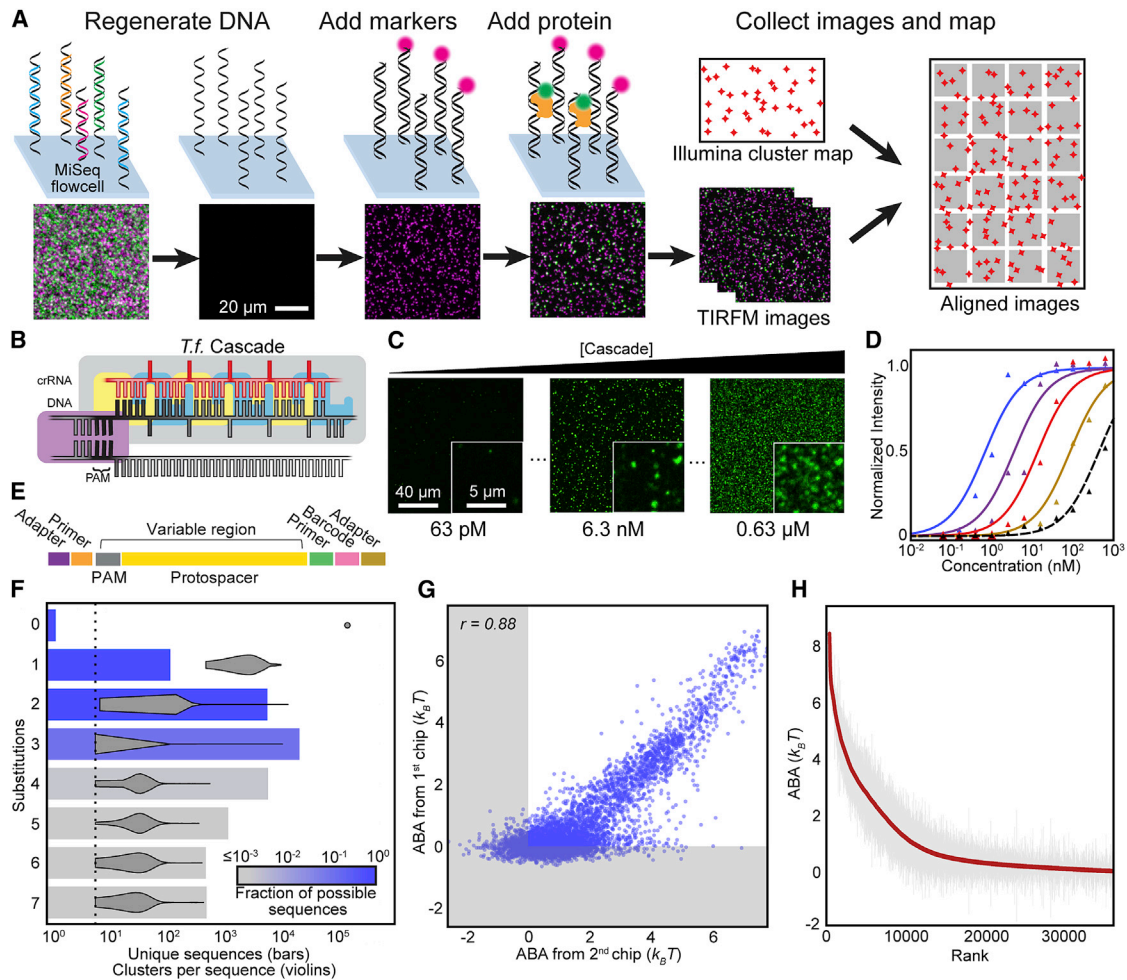 A
Regenerate DNA
Add markers
Add protein
Collect images and map
MiSeq
flowcell
20 µm
Illumina cluster map
TIRFM images
Aligned images
B
T.f. Cascade
crRNA
DNA
PAM
C
[Cascade]
40 µm
5 µm
...
...
63 pM
6.3 nM
0.63 µM
D
Normalized Intensity
1.0
0.5
0
10⁻² 10⁻¹ 10⁰ 10¹ 10² 10³
Concentration (nM)
E
Adapter
Primer
Variable region
Primer
Barcode
Adapter
PAM
Protospacer
F
Substitutions
0
1
2
3
4
5
6
7
≤10⁻³ 10⁻² 10⁻¹ 10⁰
Fraction of possible
sequences
10⁰ 10¹ 10² 10³ 10⁴ 10⁵
Unique sequences (bars)
Clusters per sequence (violins)
G
r = 0.88
ABA from 1st chip (kBT)
6
4
2
0
-2
-2 0 2 4 6
ABA from 2nd chip (kBT)
H
ABA (kBT)
8
6
4
2
0
-2
0 10000 20000 30000
Rank